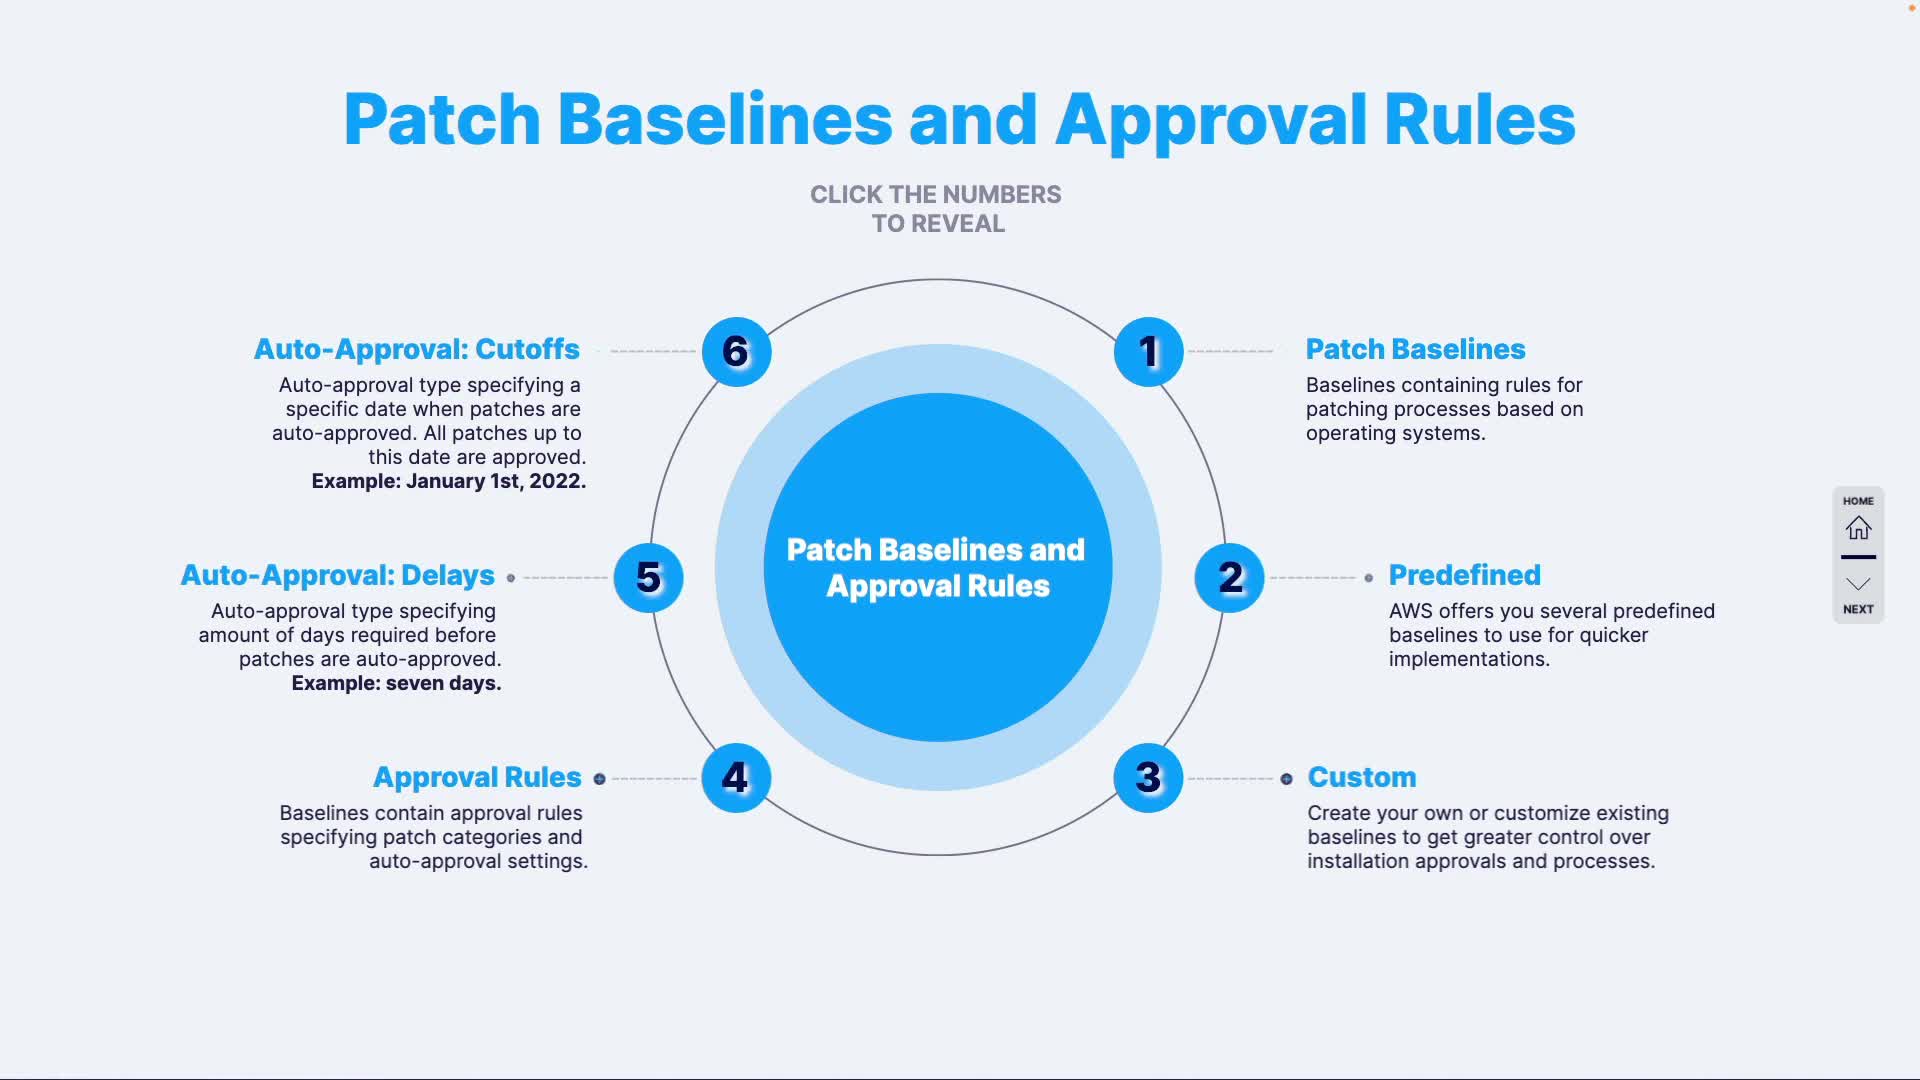 Patch Baselines and Approval Rules
CLICK THE NUMBERS
TO REVEAL
Patch Baselines and
Approval Rules
1
Patch Baselines
Baselines containing rules for
patching processes based on
operating systems.
2
Predefined
AWS offers you several predefined
baselines to use for quicker
implementations.
3
Custom
Create your own or customize existing
baselines to get greater control over
installation approvals and processes.
4
Approval Rules
Baselines contain approval rules
specifying patch categories and
auto-approval settings.
5
Auto-Approval: Delays
Auto-approval type specifying
amount of days required before
patches are auto-approved.
Example: seven days.
6
Auto-Approval: Cutoffs
Auto-approval type specifying a
specific date when patches are
auto-approved. All patches up to
this date are approved.
Example: January 1st, 2022.
HOME
NEXT